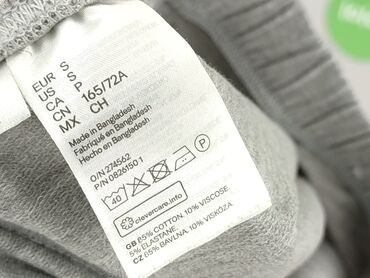 EUR S
US S
CA P
CN 165/72A
MX CH
Made in Bangladesh
Fabriqué en Bangladesh
Hecho en Bangladesh
O/N 274562
P/N 0826150 1
40
P
clevercare.info
GB 85% COTTON. 10% VISCOSE
5% ELASTANE.
CZ 85% BAVLNA. 10% VISKÓZA